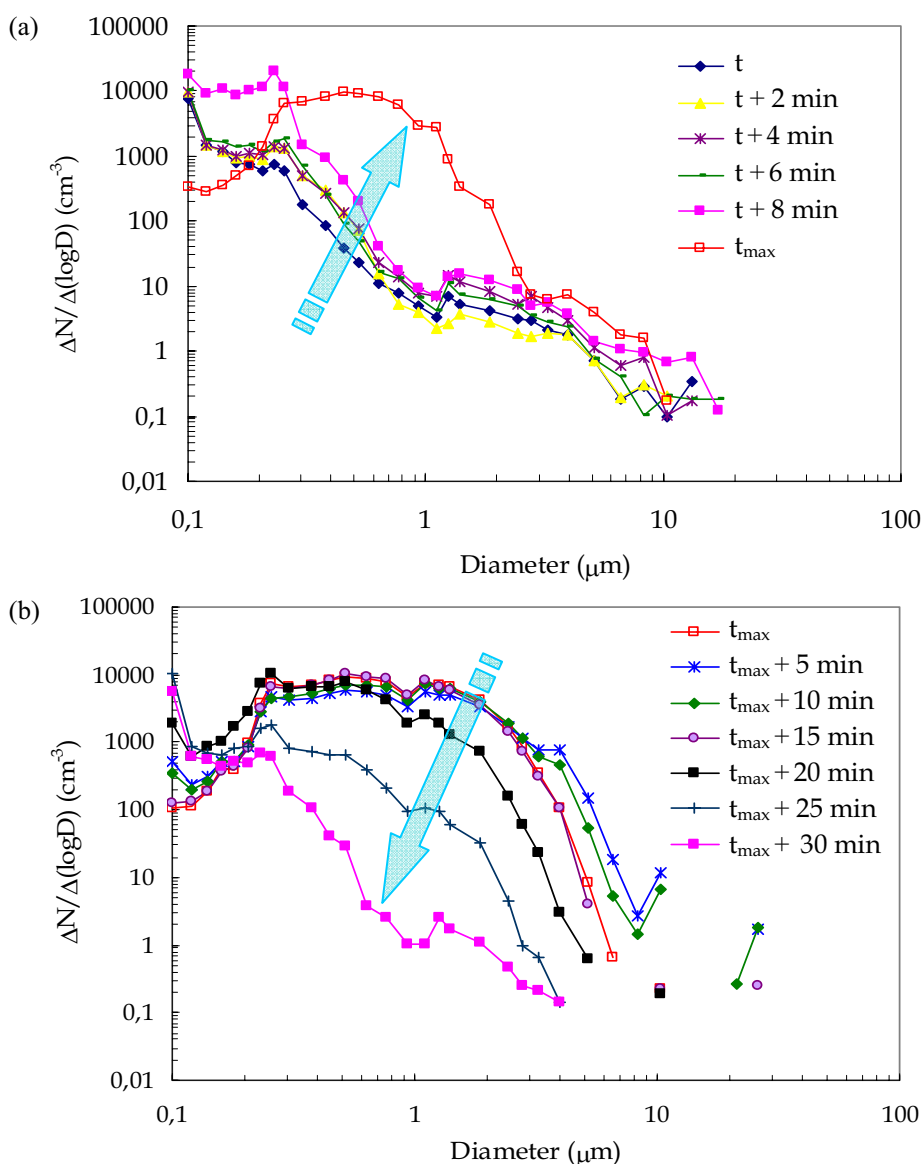 (a)
ΔN/Δ(logD) (cm-3)
100000
10000
1000
100
10
1
0,1
0,01
0,1
1
10
100
Diameter (μm)
t
t + 2 min
t + 4 min
t + 6 min
t + 8 min
tmax
(b)
ΔN/Δ(logD) (cm-3)
100000
10000
1000
100
10
1
0,1
0,01
0,1
1
10
100
Diameter (μm)
tmax
tmax + 5 min
tmax + 10 min
tmax + 15 min
tmax + 20 min
tmax + 25 min
tmax + 30 min